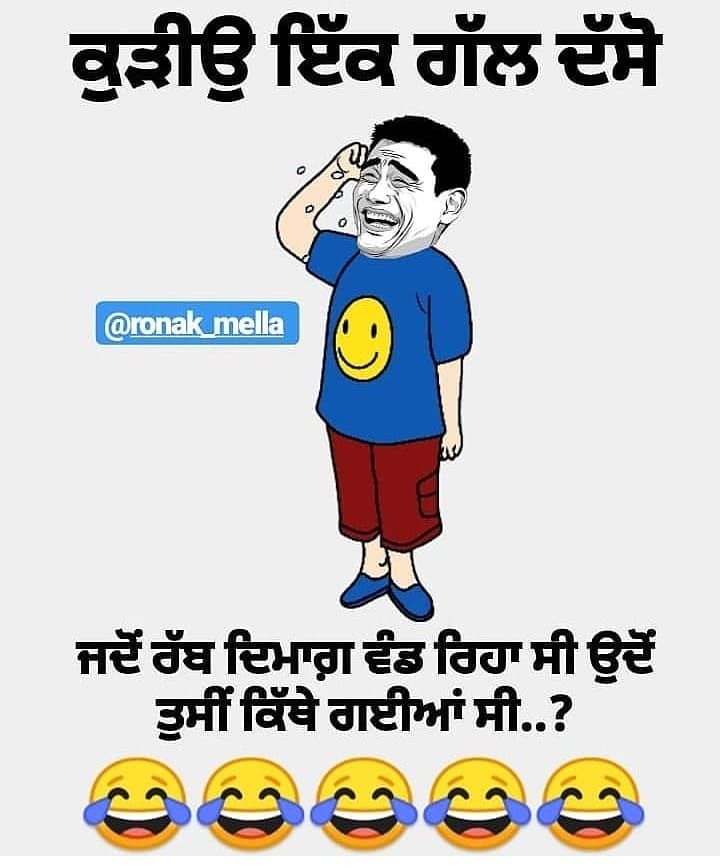 ਕੁੜੀਉ ਇੱਕ ਗੱਲ ਦੱਸੋ
@ronak_mella
ਜਦੋਂ ਰੱਬ ਦਿਮਾਗ਼ ਵੰਡ ਰਿਹਾ ਸੀ ਉਦੋਂ
ਤੁਸੀਂ ਕਿੱਥੇ ਗਈਆਂ ਸੀ..?
😂😂😂😂😂